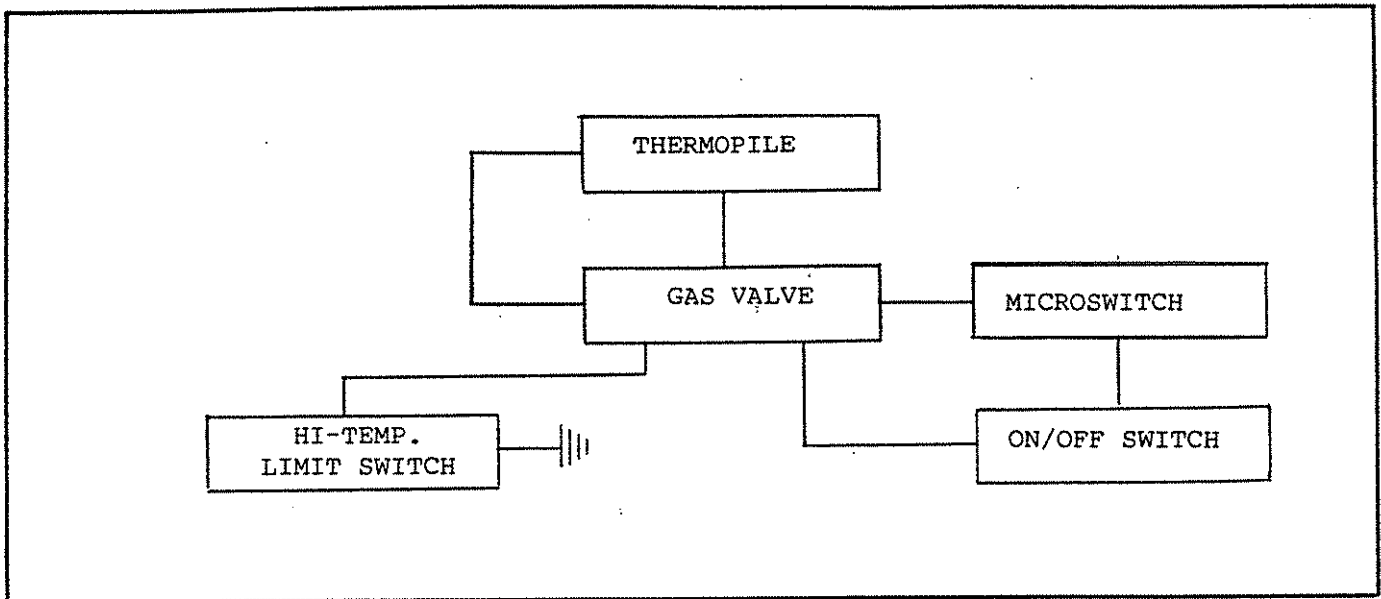 THERMOPILE
GAS VALVE
MICROSWITCH
HI-TEMP.
LIMIT SWITCH
ON/OFF SWITCH